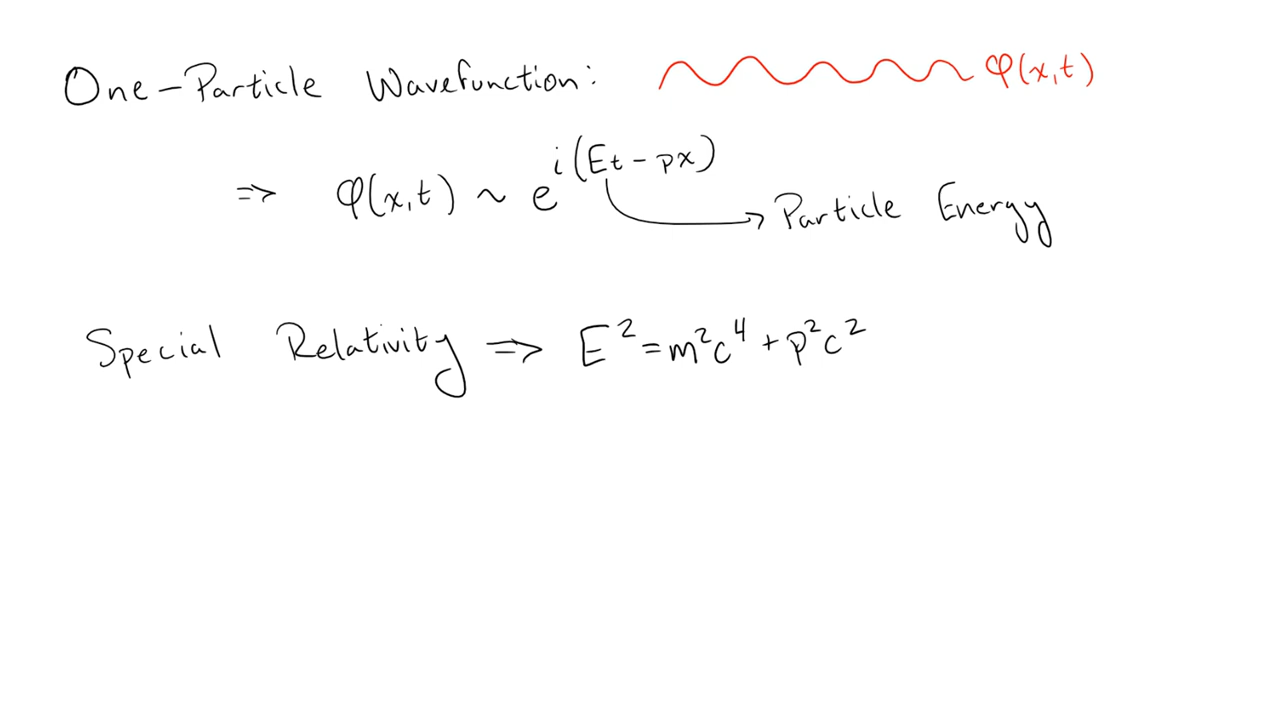 One-Particle Wavefunction: φ(x,t)
⇒ φ(x,t) ~ e^{i(Et - px)}
→ Particle Energy
Special Relativity ⇒ E² = m²c⁴ + p²c²